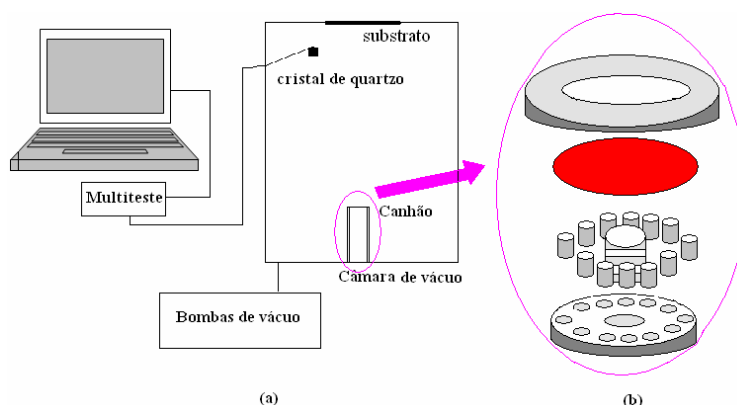 substrato
cristal de quartzo
Multiteste
Canhão
Câmara de vácuo
Bombas de vácuo
(a)
(b)